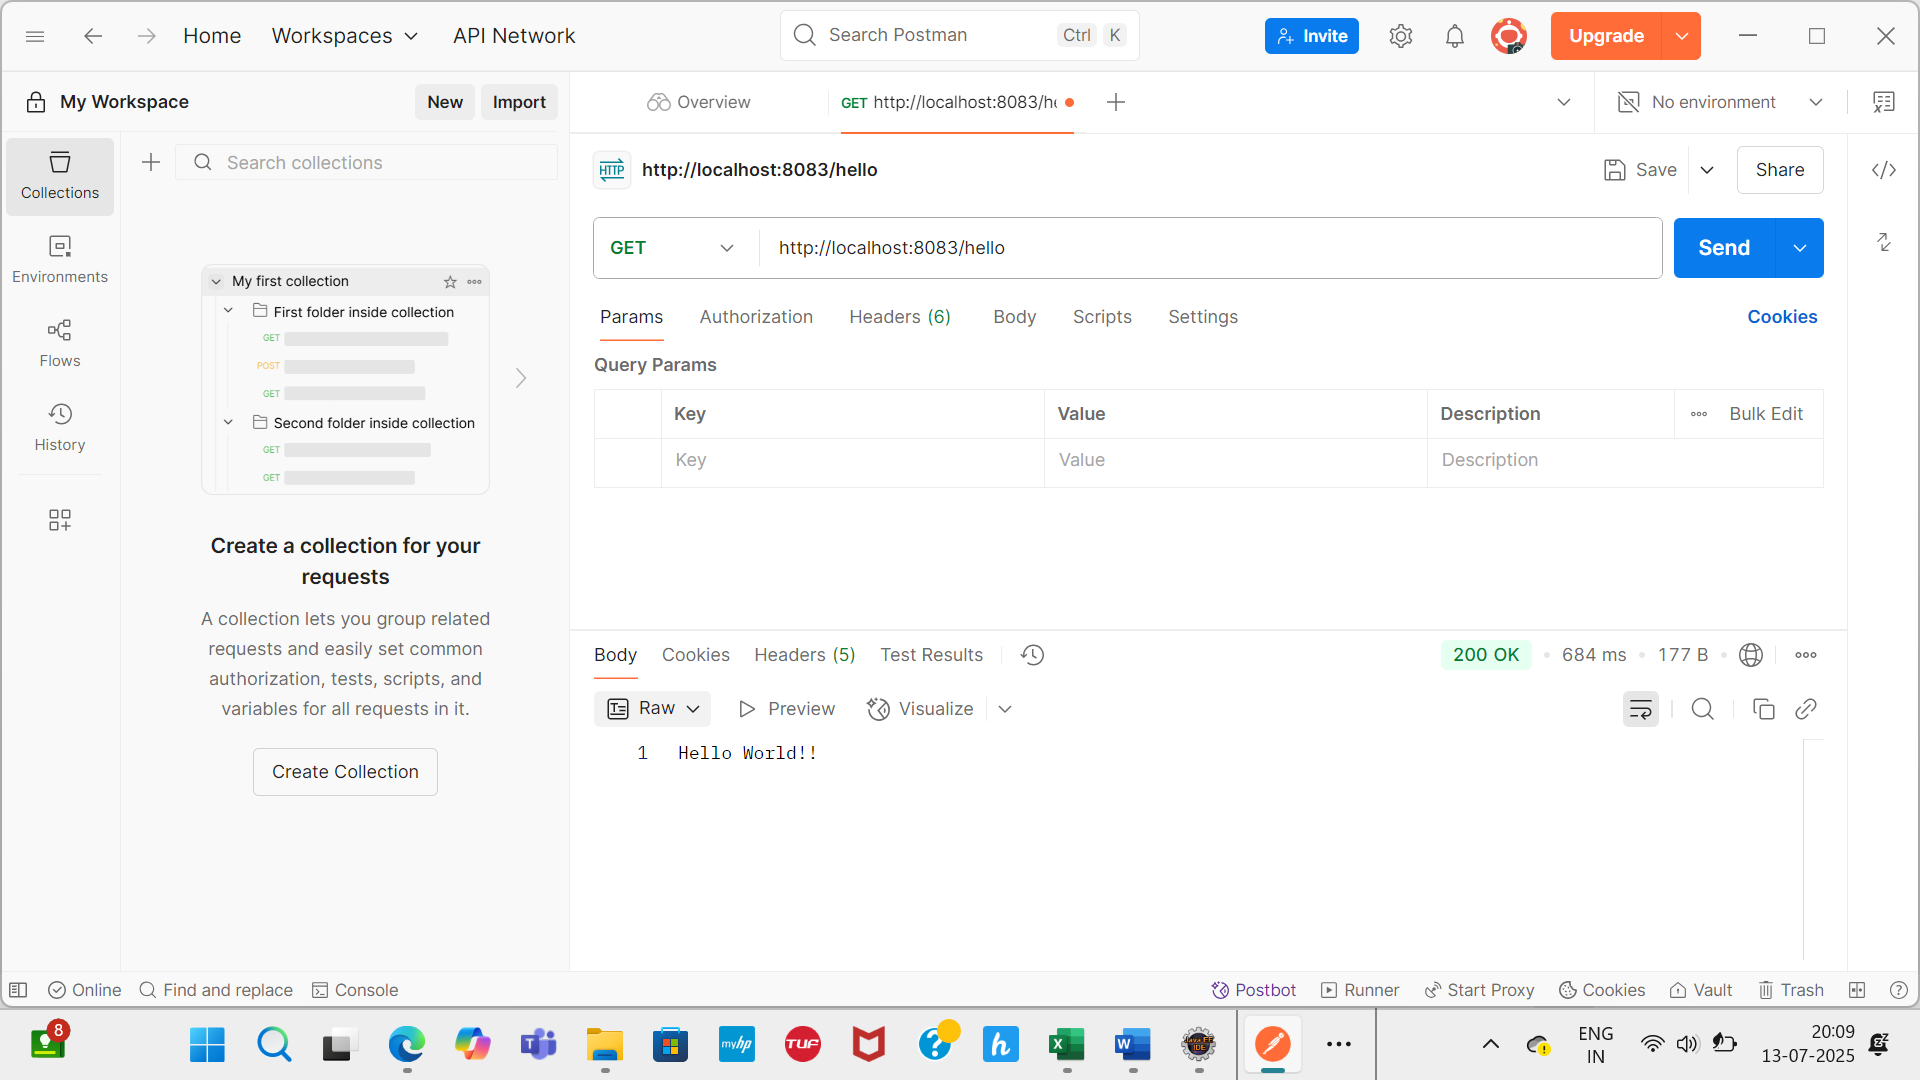 Home Workspaces API Network Search Postman Ctrl K Invite Upgrade
My Workspace New Import Overview GET http://localhost:8083/he No environment
Search collections
Collections
Environments
Flows
History
My first collection
First folder inside collection
GET
POST
GET
Second folder inside collection
GET
GET
Create a collection for your
requests
A collection lets you group related
requests and easily set common
authorization, tests, scripts, and
variables for all requests in it.
Create Collection
HTTP http://localhost:8083/hello Save Share
GET http://localhost:8083/hello Send
Params Authorization Headers (6) Body Scripts Settings Cookies
Query Params
Key Value Description Bulk Edit
Key Value Description
Body Cookies Headers (5) Test Results 200 OK 684 ms 177 B
Raw Preview Visualize
1 Hello World!!
Online Find and replace Console Postbot Runner Start Proxy Cookies Vault Trash
8
myhp TUF
ENG
IN
20:09
13-07-2025